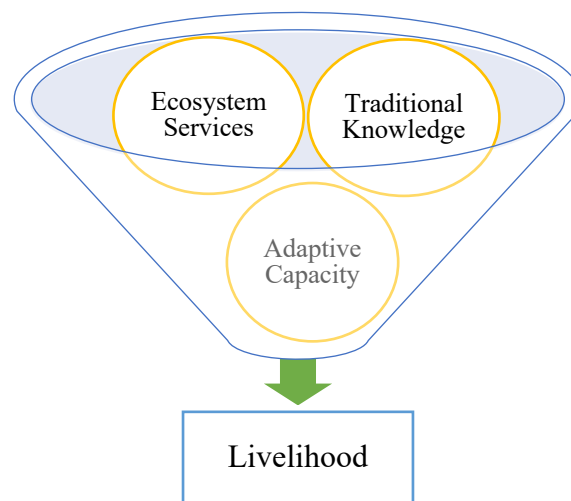 Ecosystem
Services
Traditional
Knowledge
Adaptive
Capacity
Livelihood